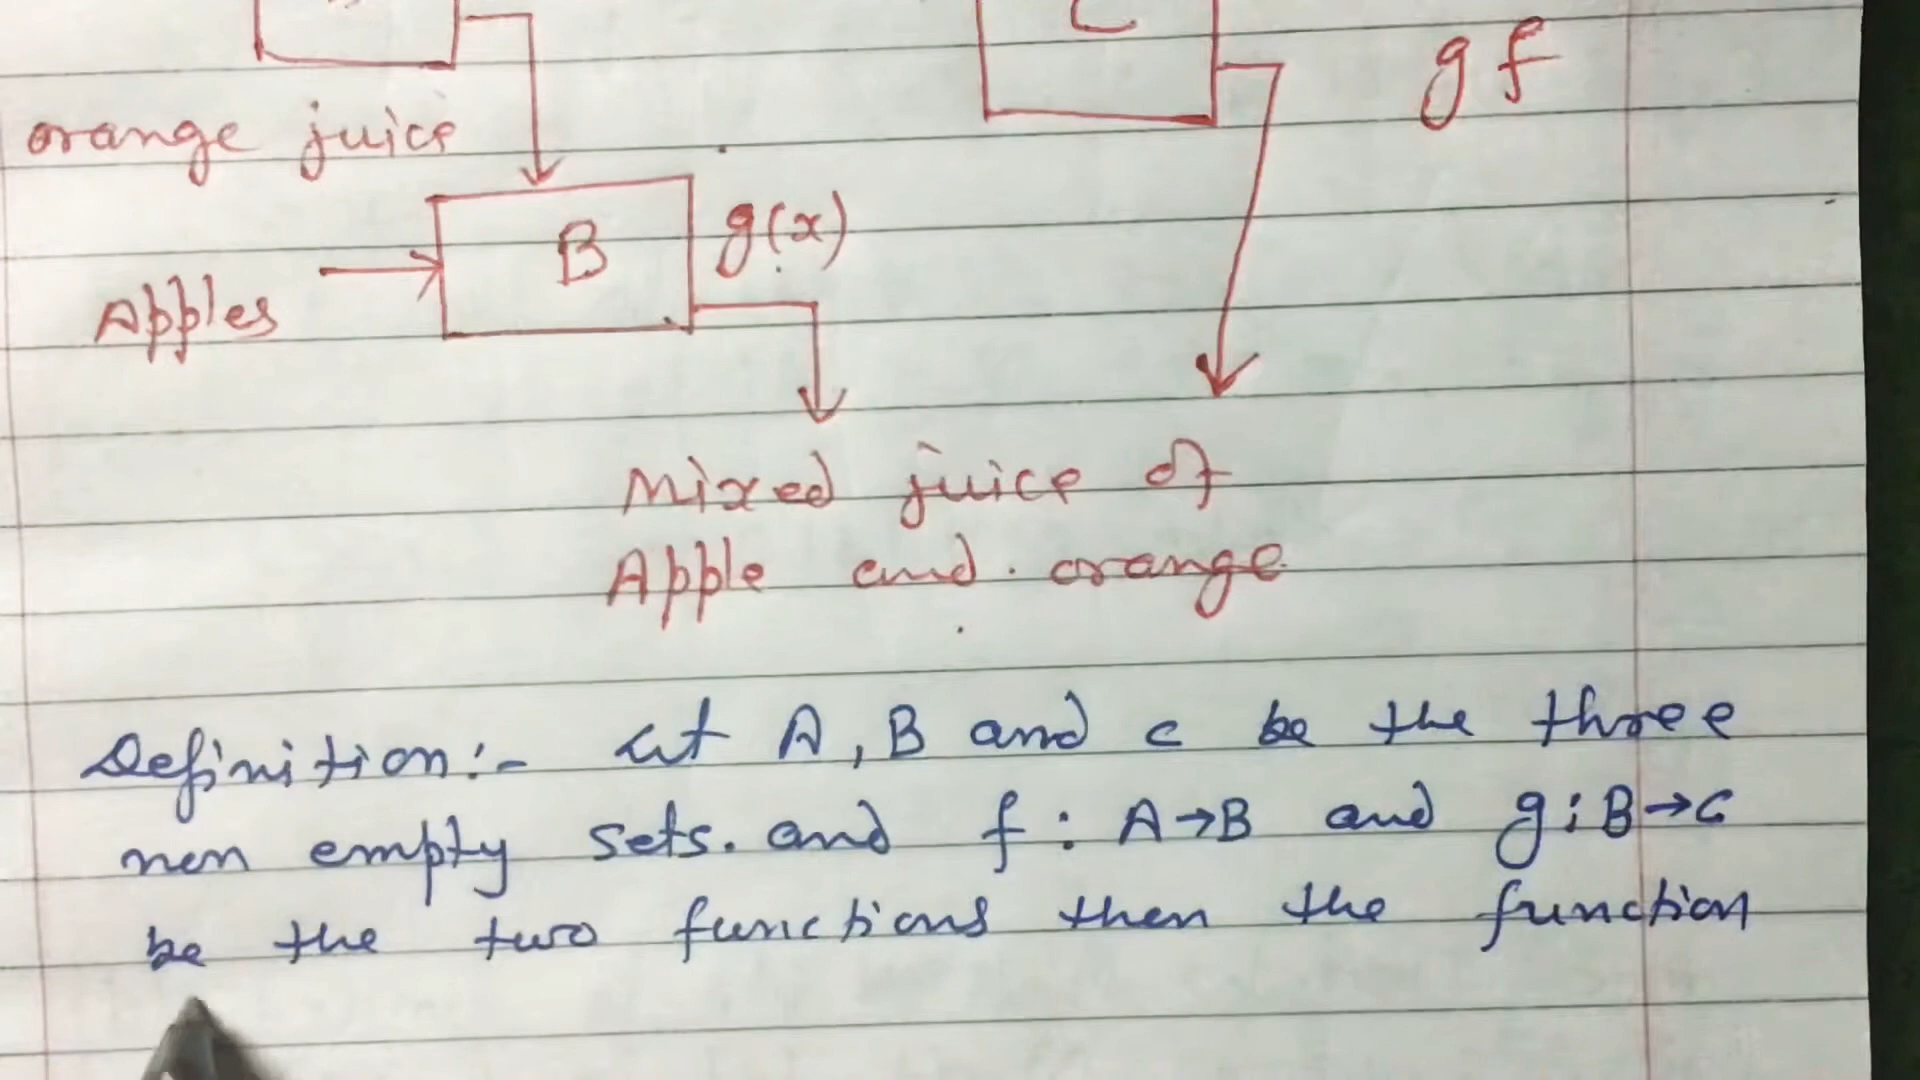 C
g f
orange juice
B
g(x)
Apples
Mixed juice of
Apple and orange
Definition:- Let A, B and C be the three
non empty sets. and f : A→B and g : B→C
be the two functions then the function